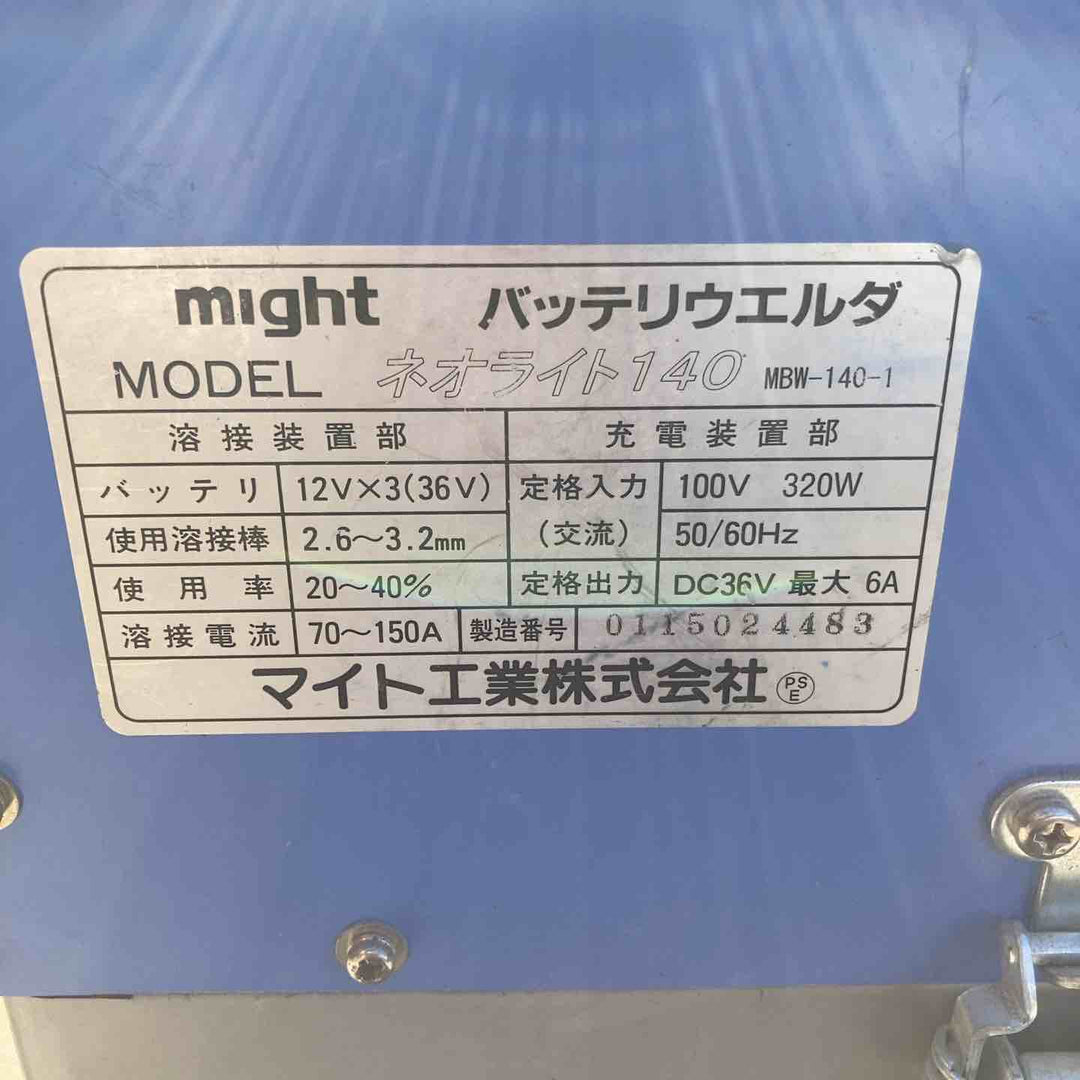 might バッテリウエルダ
MODEL ネオライト140 MBW-140-1
溶接装置部 充電装置部
バッテリ 12V×3(36V) 定格入力 100V 320W
使用溶接棒 2.6〜3.2mm (交流) 50/60Hz
使用率 20〜40% 定格出力 DC36V 最大 6A
溶接電流 70〜150A 製造番号 0115024483
マイト工業株式会社 PSE